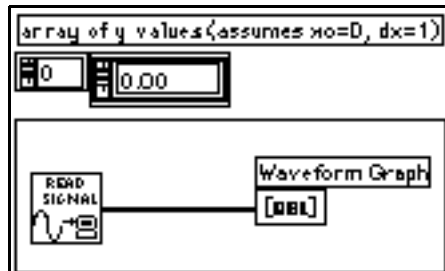 array of y values(assumes xo=0, dx=1)
0
0.00
Waveform Graph
READ
SIGNAL
[DBL]